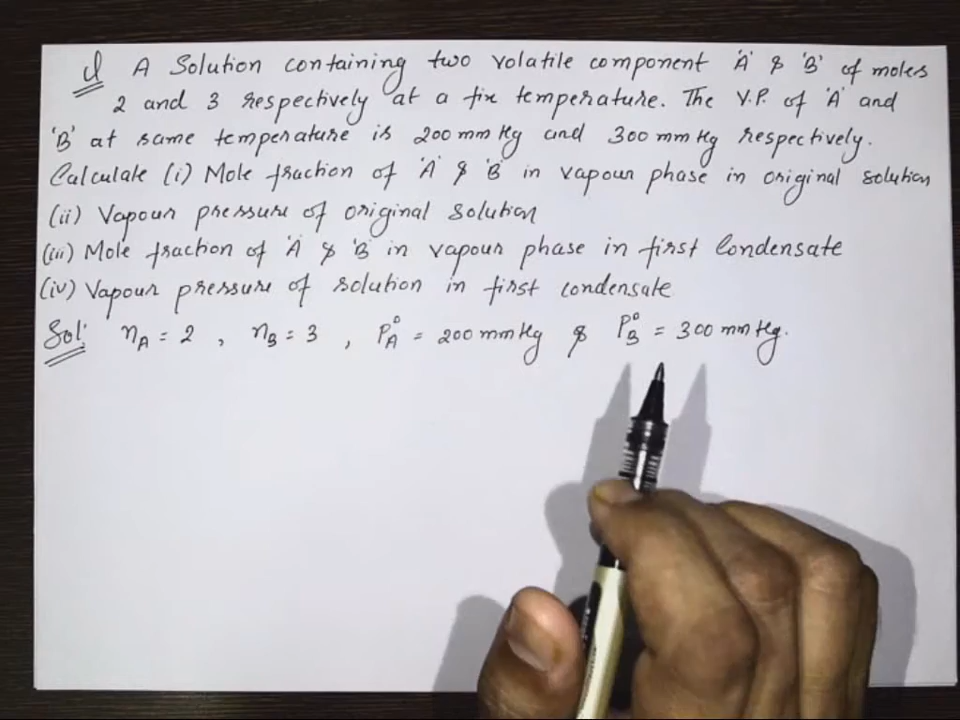 Q A Solution containing two volatile component 'A' & 'B' of moles
2 and 3 respectively at a fix temperature. The V.P. of 'A' and
'B' at same temperature is 200 mm Hg and 300 mm Hg respectively.
Calculate (i) Mole fraction of 'A' & 'B' in vapour phase in original solution
(ii) Vapour pressure of original solution
(iii) Mole fraction of 'A' & 'B' in vapour phase in first Condensate
(iv) Vapour pressure of solution in first condensate
Sol: nA = 2 , nB = 3 , P°A = 200 mm Hg & P°B = 300 mm Hg.